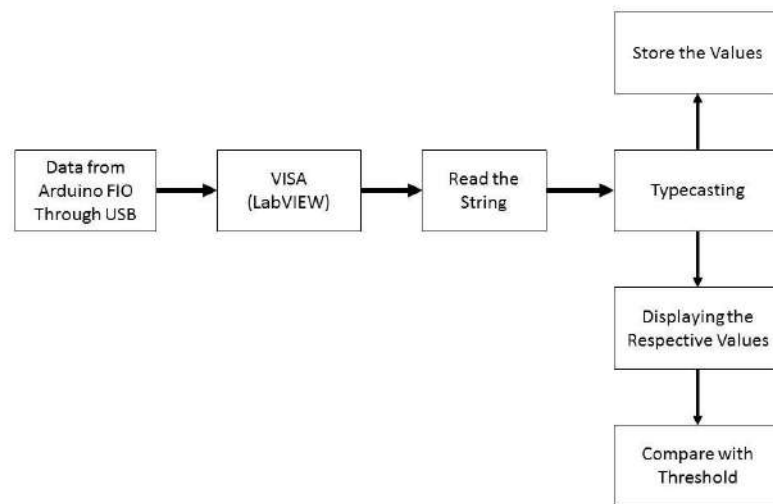 Store the Values
Data from
Arduino FIO
Through USB
VISA
(LabVIEW)
Read the
String
Typecasting
Displaying the
Respective Values
Compare with
Threshold